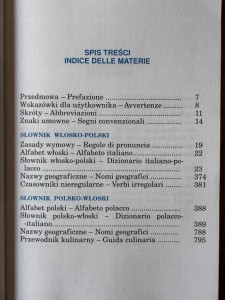 SPIS TREŚCI
INDICE DELLE MATERIE
Przedmowa – Prefazione ........................ 7
Wskazówki dla użytkownika – Avvertenze ........ 8
Skróty – Abbreviazioni ........................ 11
Znaki umowne – Segni convenzionali ............ 14
SŁOWNIK WŁOSKO-POLSKI
Zasady wymowy – Regole di pronuncia ........... 19
Alfabet włoski – Alfabeto italiano ............ 22
Słownik włosko-polski – Dizionario italiano-po-
lacco ......................................... 23
Nazwy geograficzne – Nomi geografici .......... 374
Czasowniki nieregularne – Verbi irregolari .... 381
SŁOWNIK POLSKO-WŁOSKI
Alfabet polski – Alfabeto polacco ............. 388
Słownik polsko-włoski – Dizionario polacco-
-italiano ..................................... 389
Nazwy geograficzne – Nomi geografici .......... 788
Przewodnik kulinarny – Guida culinaria ........ 795